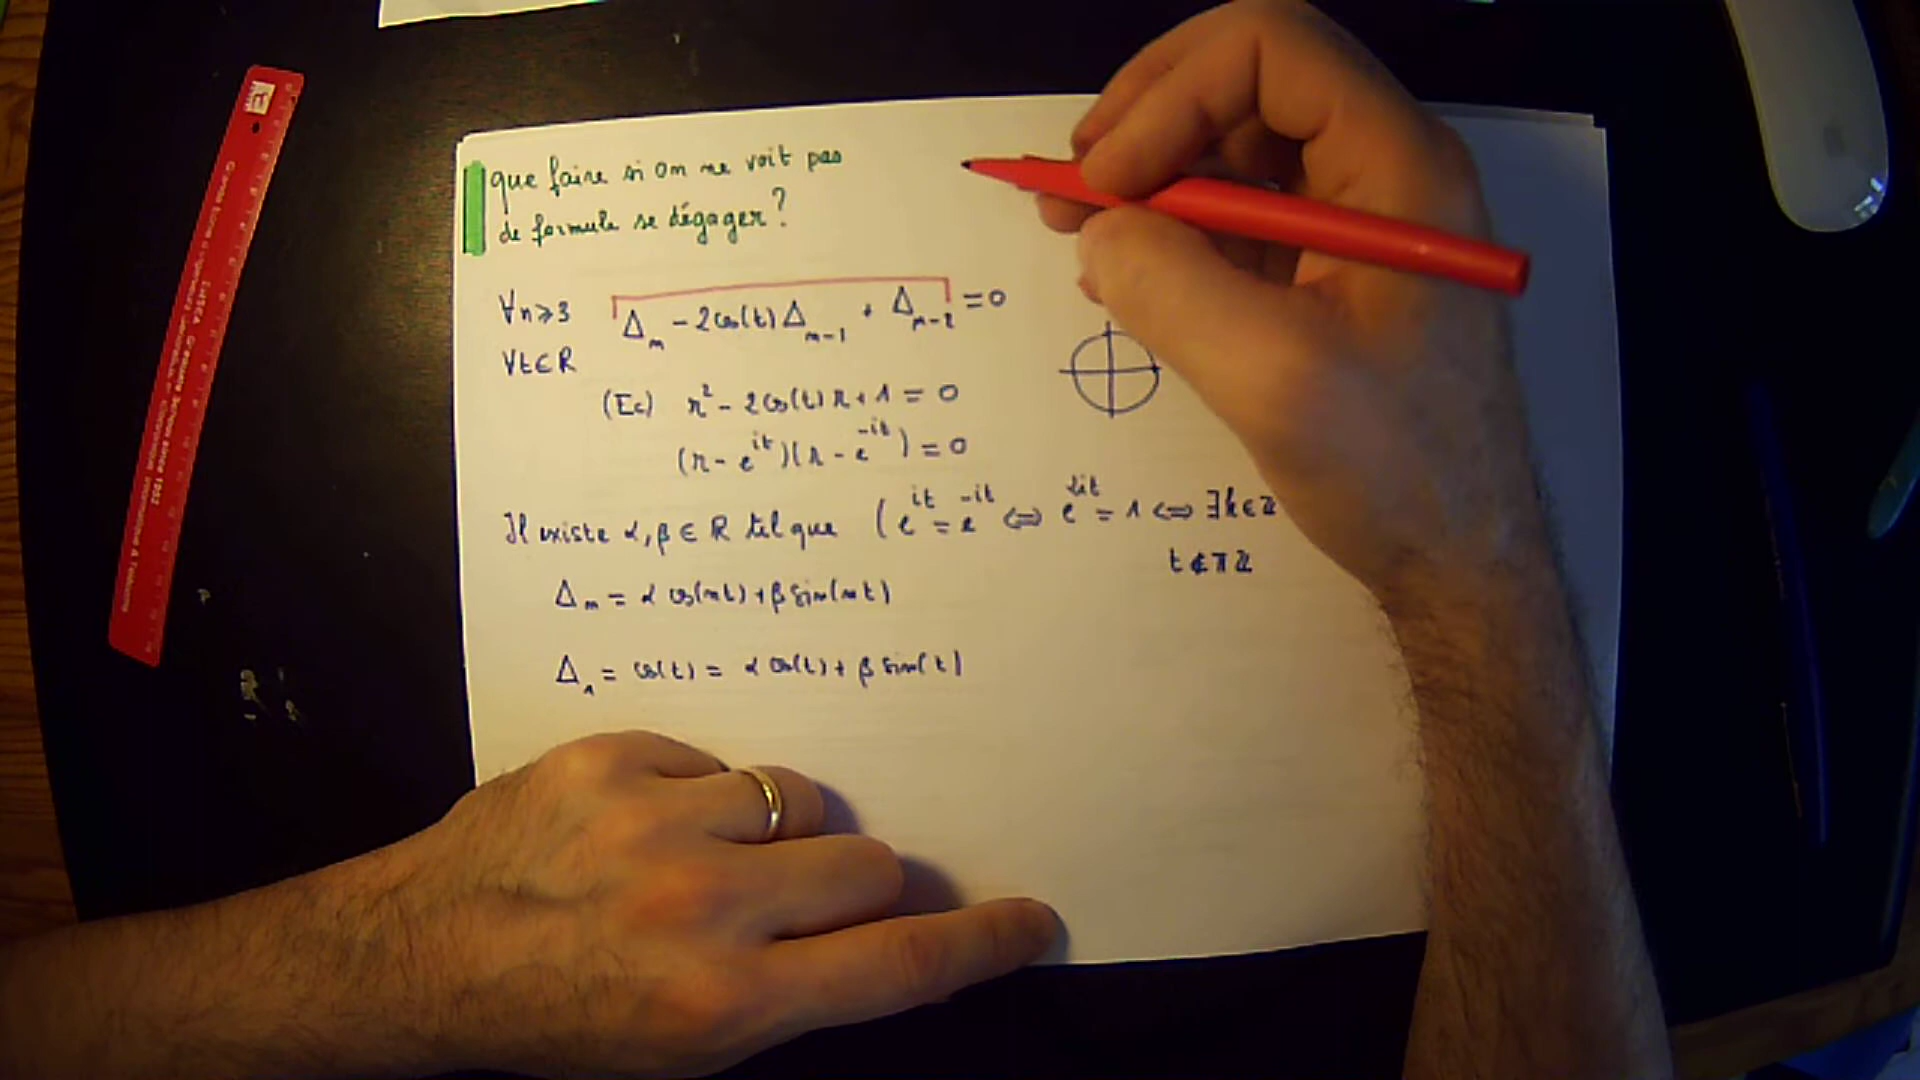 que faire si on ne voit pas
de formule se dégager ?
∀n⩾3 Δₙ - 2cos(t)Δₙ₋₁ + Δₙ₋₂ = 0
∀t∈R
(Ec) r² - 2cos(t) r + 1 = 0
(r - e^{it})(r - e^{-it}) = 0
Il existe α, β ∈ R tel que (e^{it} = e^{-it} ⇔ e^{2it} = 1 ⇔ ∃k∈Z
t ∉ πZ
Δₙ = α cos(nt) + β sin(nt)
Δ₁ = cos(t) = α cos(t) + β sin(t)